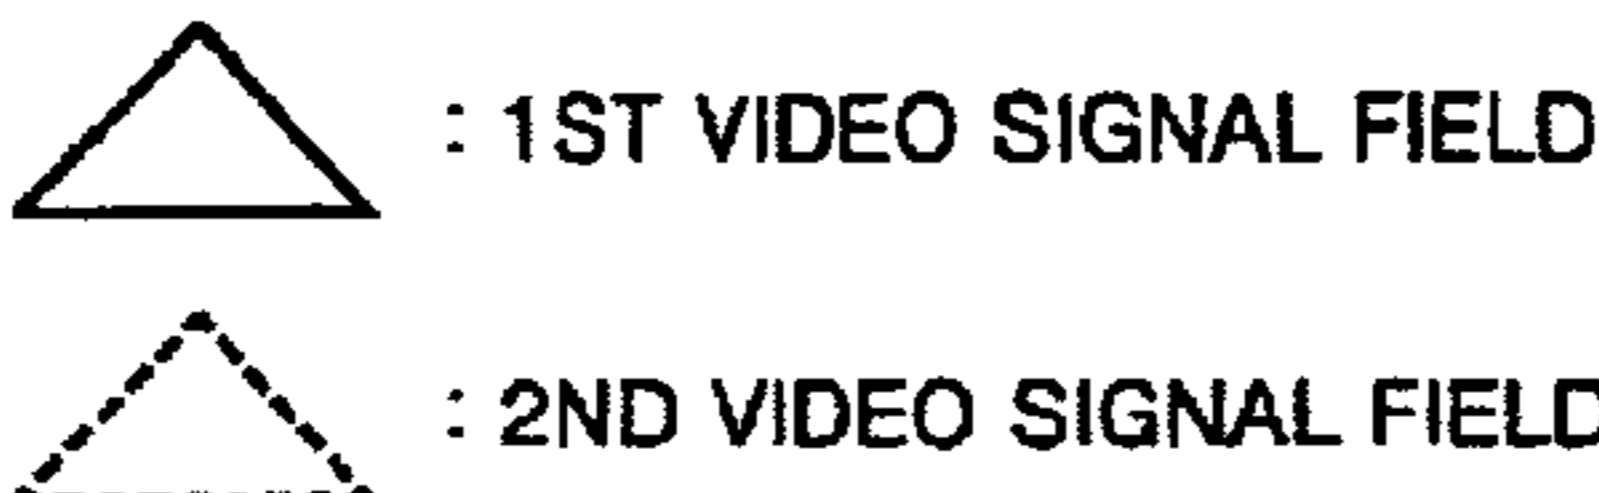 : 1ST VIDEO SIGNAL FIELD
: 2ND VIDEO SIGNAL FIELD